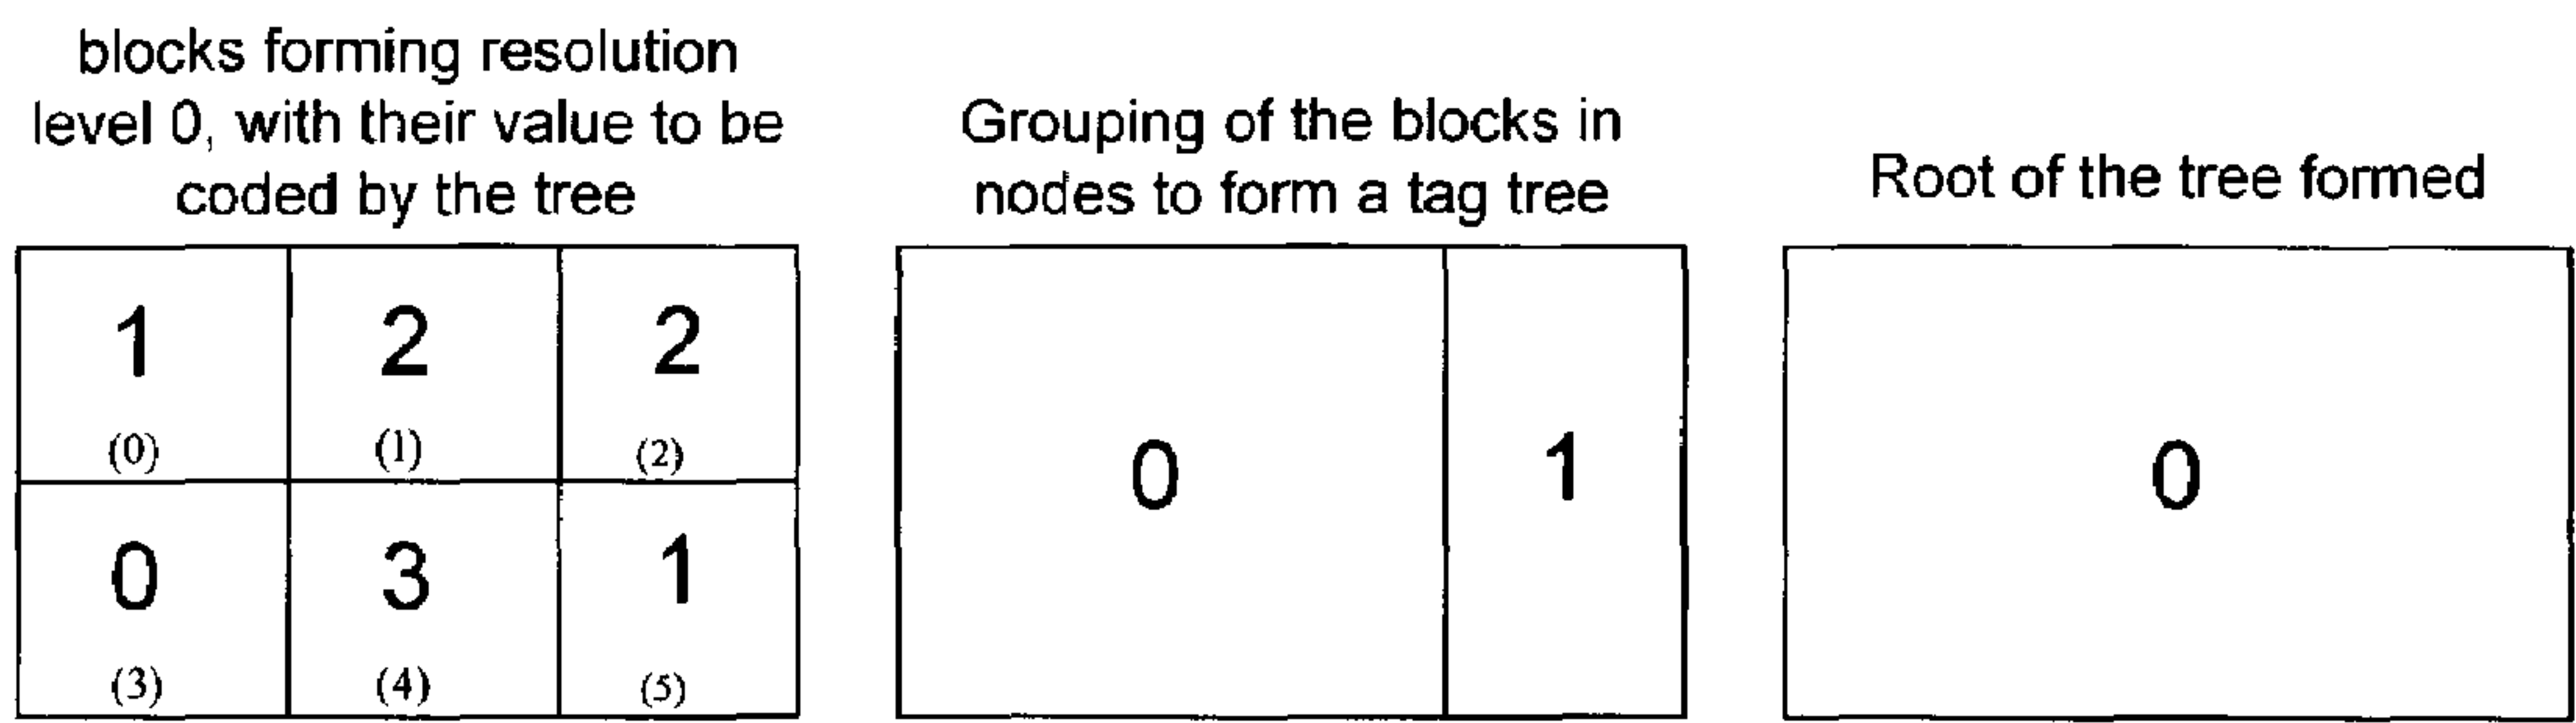 blocks forming resolution
level 0, with their value to be
coded by the tree
Grouping of the blocks in
nodes to form a tag tree
Root of the tree formed
1 2 2
(0) (1) (2)
0 3 1
(3) (4) (5)
0 1
0